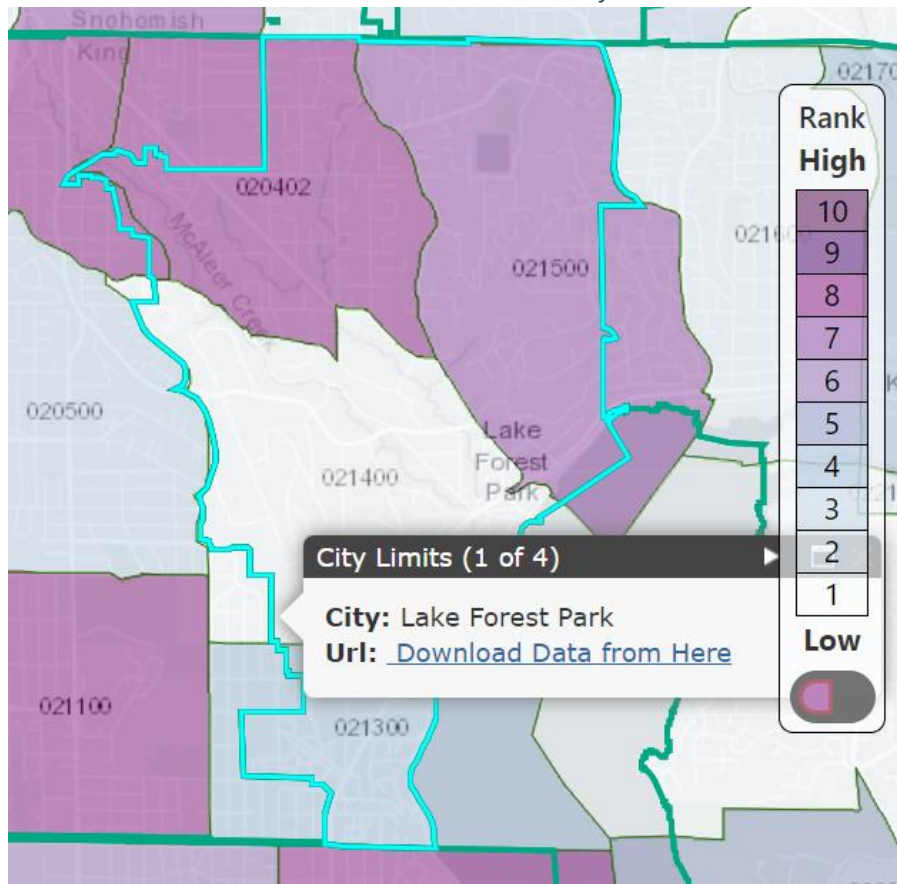 Snohomish
King
02170
Rank
High
10
9
8
7
6
5
4
3
2
1
Low
020402
McAleer Creek
021500
021600
020500
Lake
Forest
Park
021400
City Limits (1 of 4)
City: Lake Forest Park
Url: Download Data from Here
021100
021300